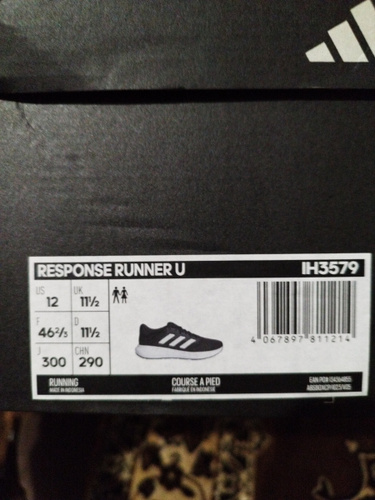 RESPONSE RUNNER U IH3579
US UK
12 11½
F D
46⅔ 11½
J CHN
300 290
4 067897 811214
RUNNING COURSE A PIED
MADE IN INDONESIA FABRIQUE EN INDONESIE